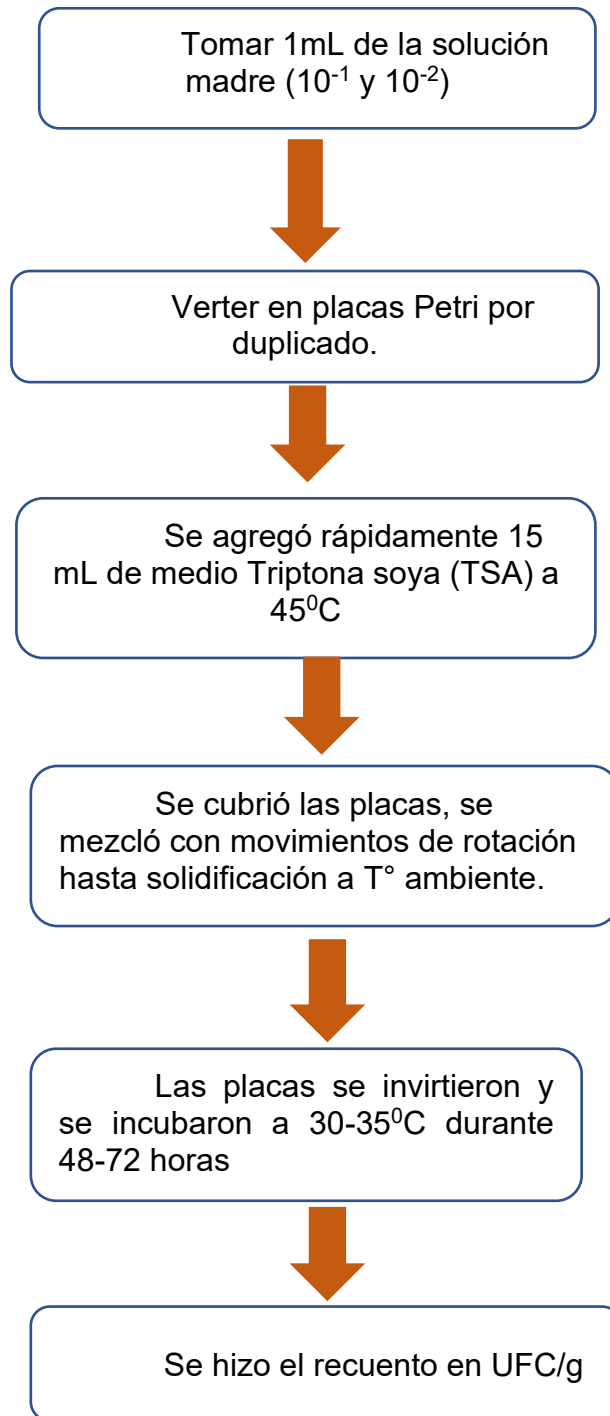 Tomar 1mL de la solución
madre (10⁻¹ y 10⁻²)
Verter en placas Petri por
duplicado.
Se agregó rápidamente 15
mL de medio Triptona soya (TSA) a
45⁰C
Se cubrió las placas, se
mezcló con movimientos de rotación
hasta solidificación a T° ambiente.
Las placas se invirtieron y
se incubaron a 30-35⁰C durante
48-72 horas
Se hizo el recuento en UFC/g